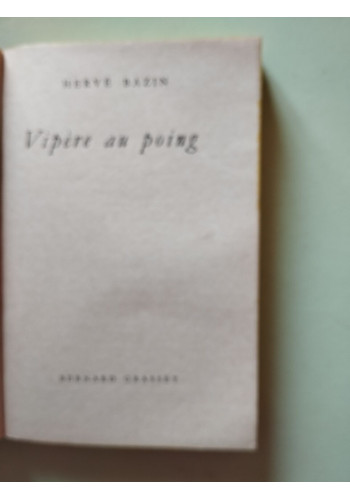 HERVÉ BAZIN
Vipère au poing
BERNARD GRASSET